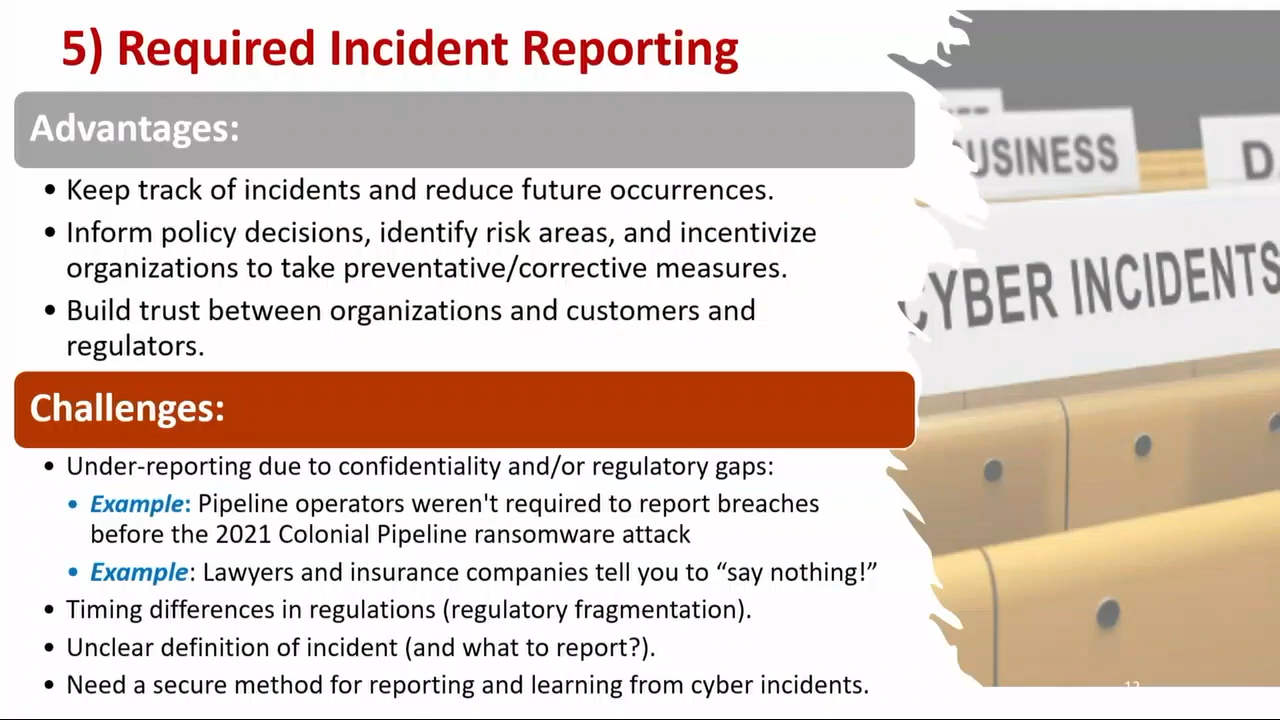 5) Required Incident Reporting
Advantages:
• Keep track of incidents and reduce future occurrences.
• Inform policy decisions, identify risk areas, and incentivize
organizations to take preventative/corrective measures.
• Build trust between organizations and customers and
regulators.
Challenges:
• Under-reporting due to confidentiality and/or regulatory gaps:
• Example: Pipeline operators weren't required to report breaches
before the 2021 Colonial Pipeline ransomware attack
• Example: Lawyers and insurance companies tell you to “say nothing!”
• Timing differences in regulations (regulatory fragmentation).
• Unclear definition of incident (and what to report?).
• Need a secure method for reporting and learning from cyber incidents.
USINESS
CYBER INCIDENTS